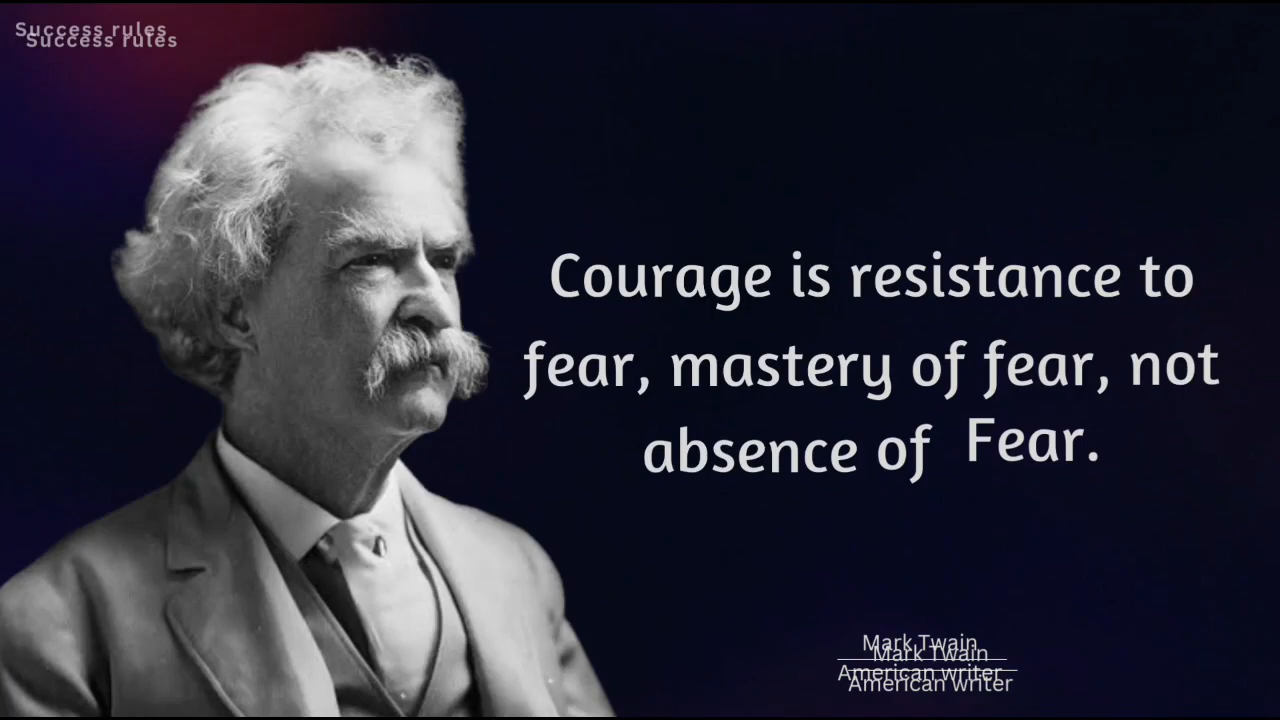 Success rules
Success rules
Courage is resistance to
fear, mastery of fear, not
absence of Fear.
Mark Twain
Mark Twain
American writer
American writer